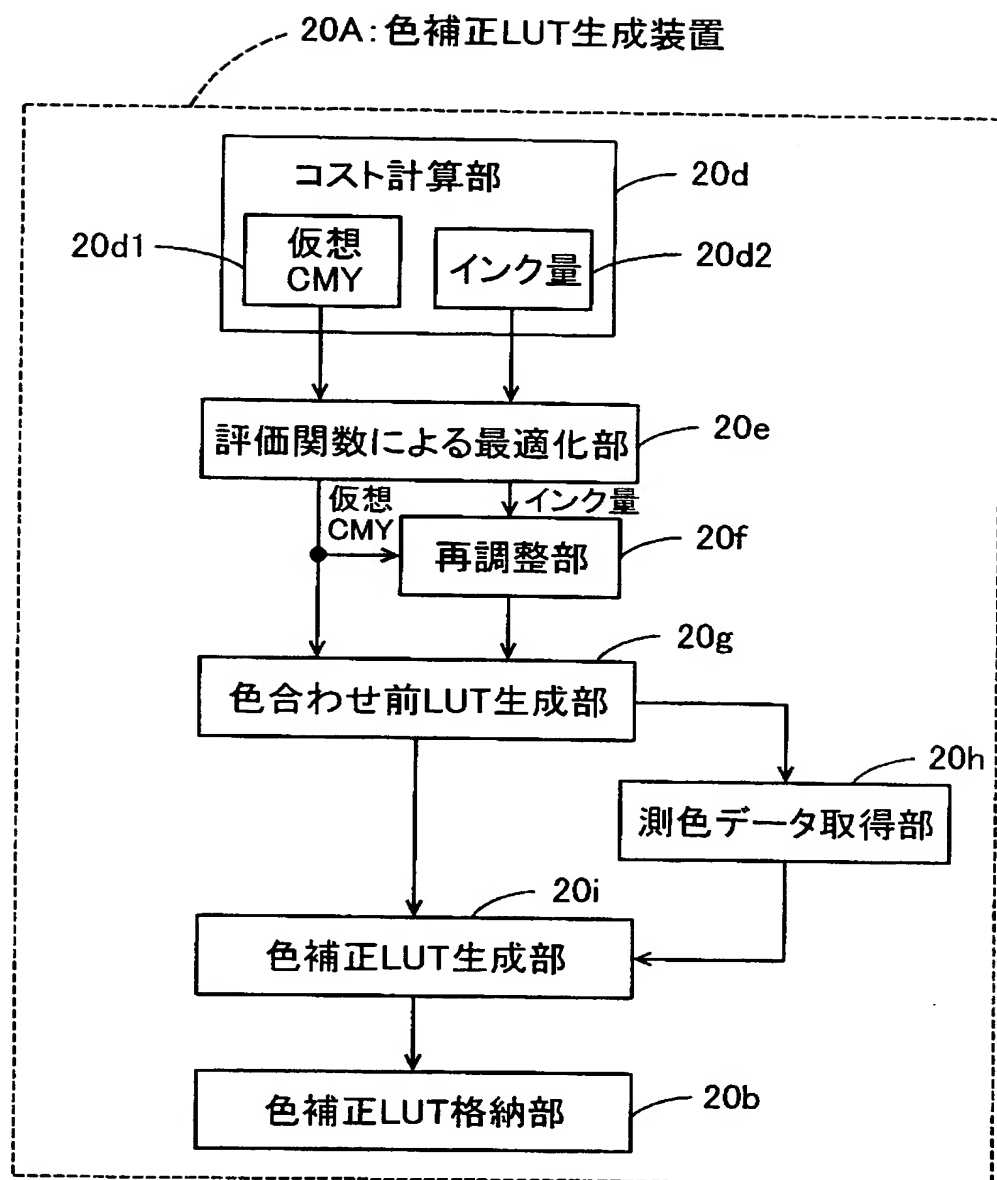 20A:色補正LUT生成装置
コスト計算部
20d
20d1
仮想
CMY
インク量
20d2
評価関数による最適化部
20e
仮想
CMY
インク量
再調整部
20f
20g
色合わせ前LUT生成部
20h
測色データ取得部
20i
色補正LUT生成部
色補正LUT格納部
20b